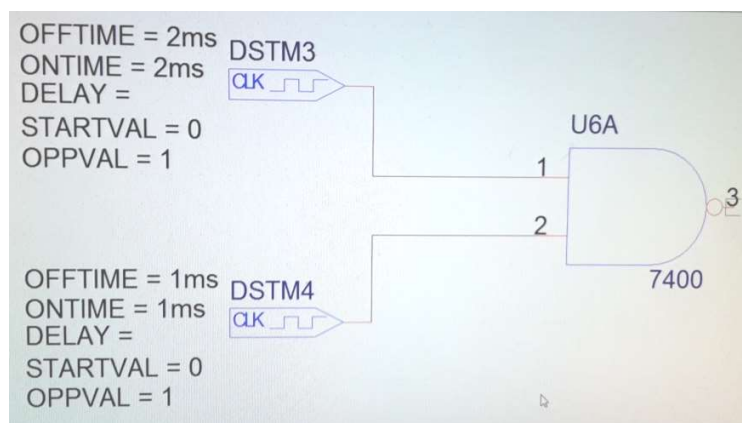 OFFTIME = 2ms
DSTM3
ONTIME = 2ms
CLK
DELAY =
STARTVAL = 0
OPPVAL = 1
U6A
1
2
3
7400
OFFTIME = 1ms
DSTM4
ONTIME = 1ms
CLK
DELAY =
STARTVAL = 0
OPPVAL = 1